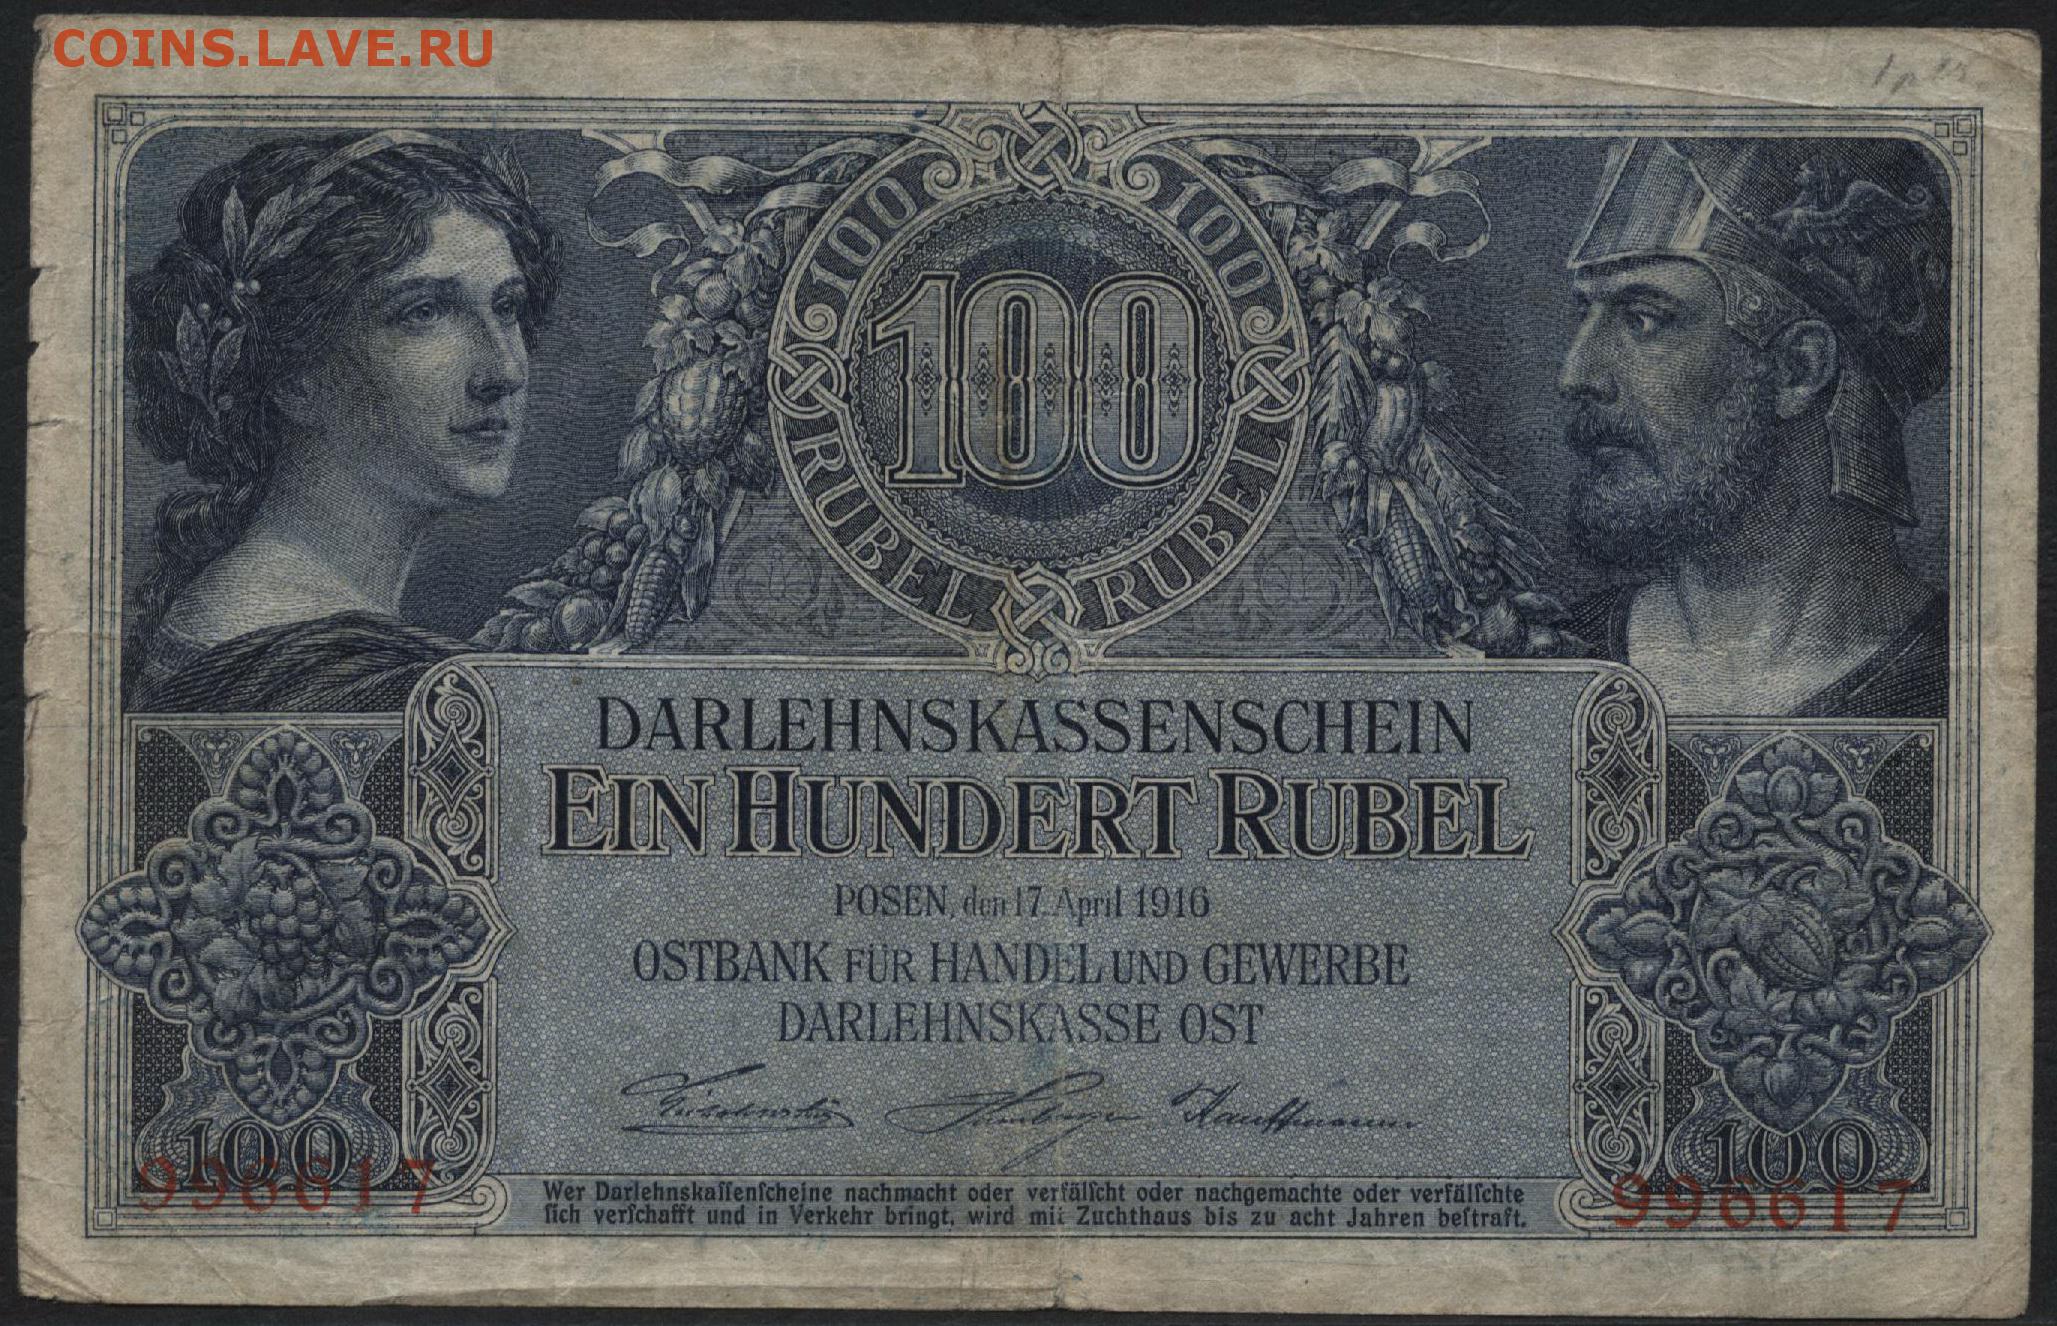 COINS.LAVE.RU
100 100
100
RUBEL RUBEL
DARLEHNSKASSENSCHEIN
EIN HUNDERT RUBEL
POSEN, den 17. April 1916
OSTBANK FÜR HANDEL UND GEWERBE
DARLEHNSKASSE OST
Kauffmann
100 100
996617 996617
Wer Darlehnskaſſenſcheine nachmacht oder verfälſcht oder nachgemachte oder verfälſchte
ſich verſchafft und in Verkehr bringt, wird mit Zuchthaus bis zu acht Jahren beſtraft.